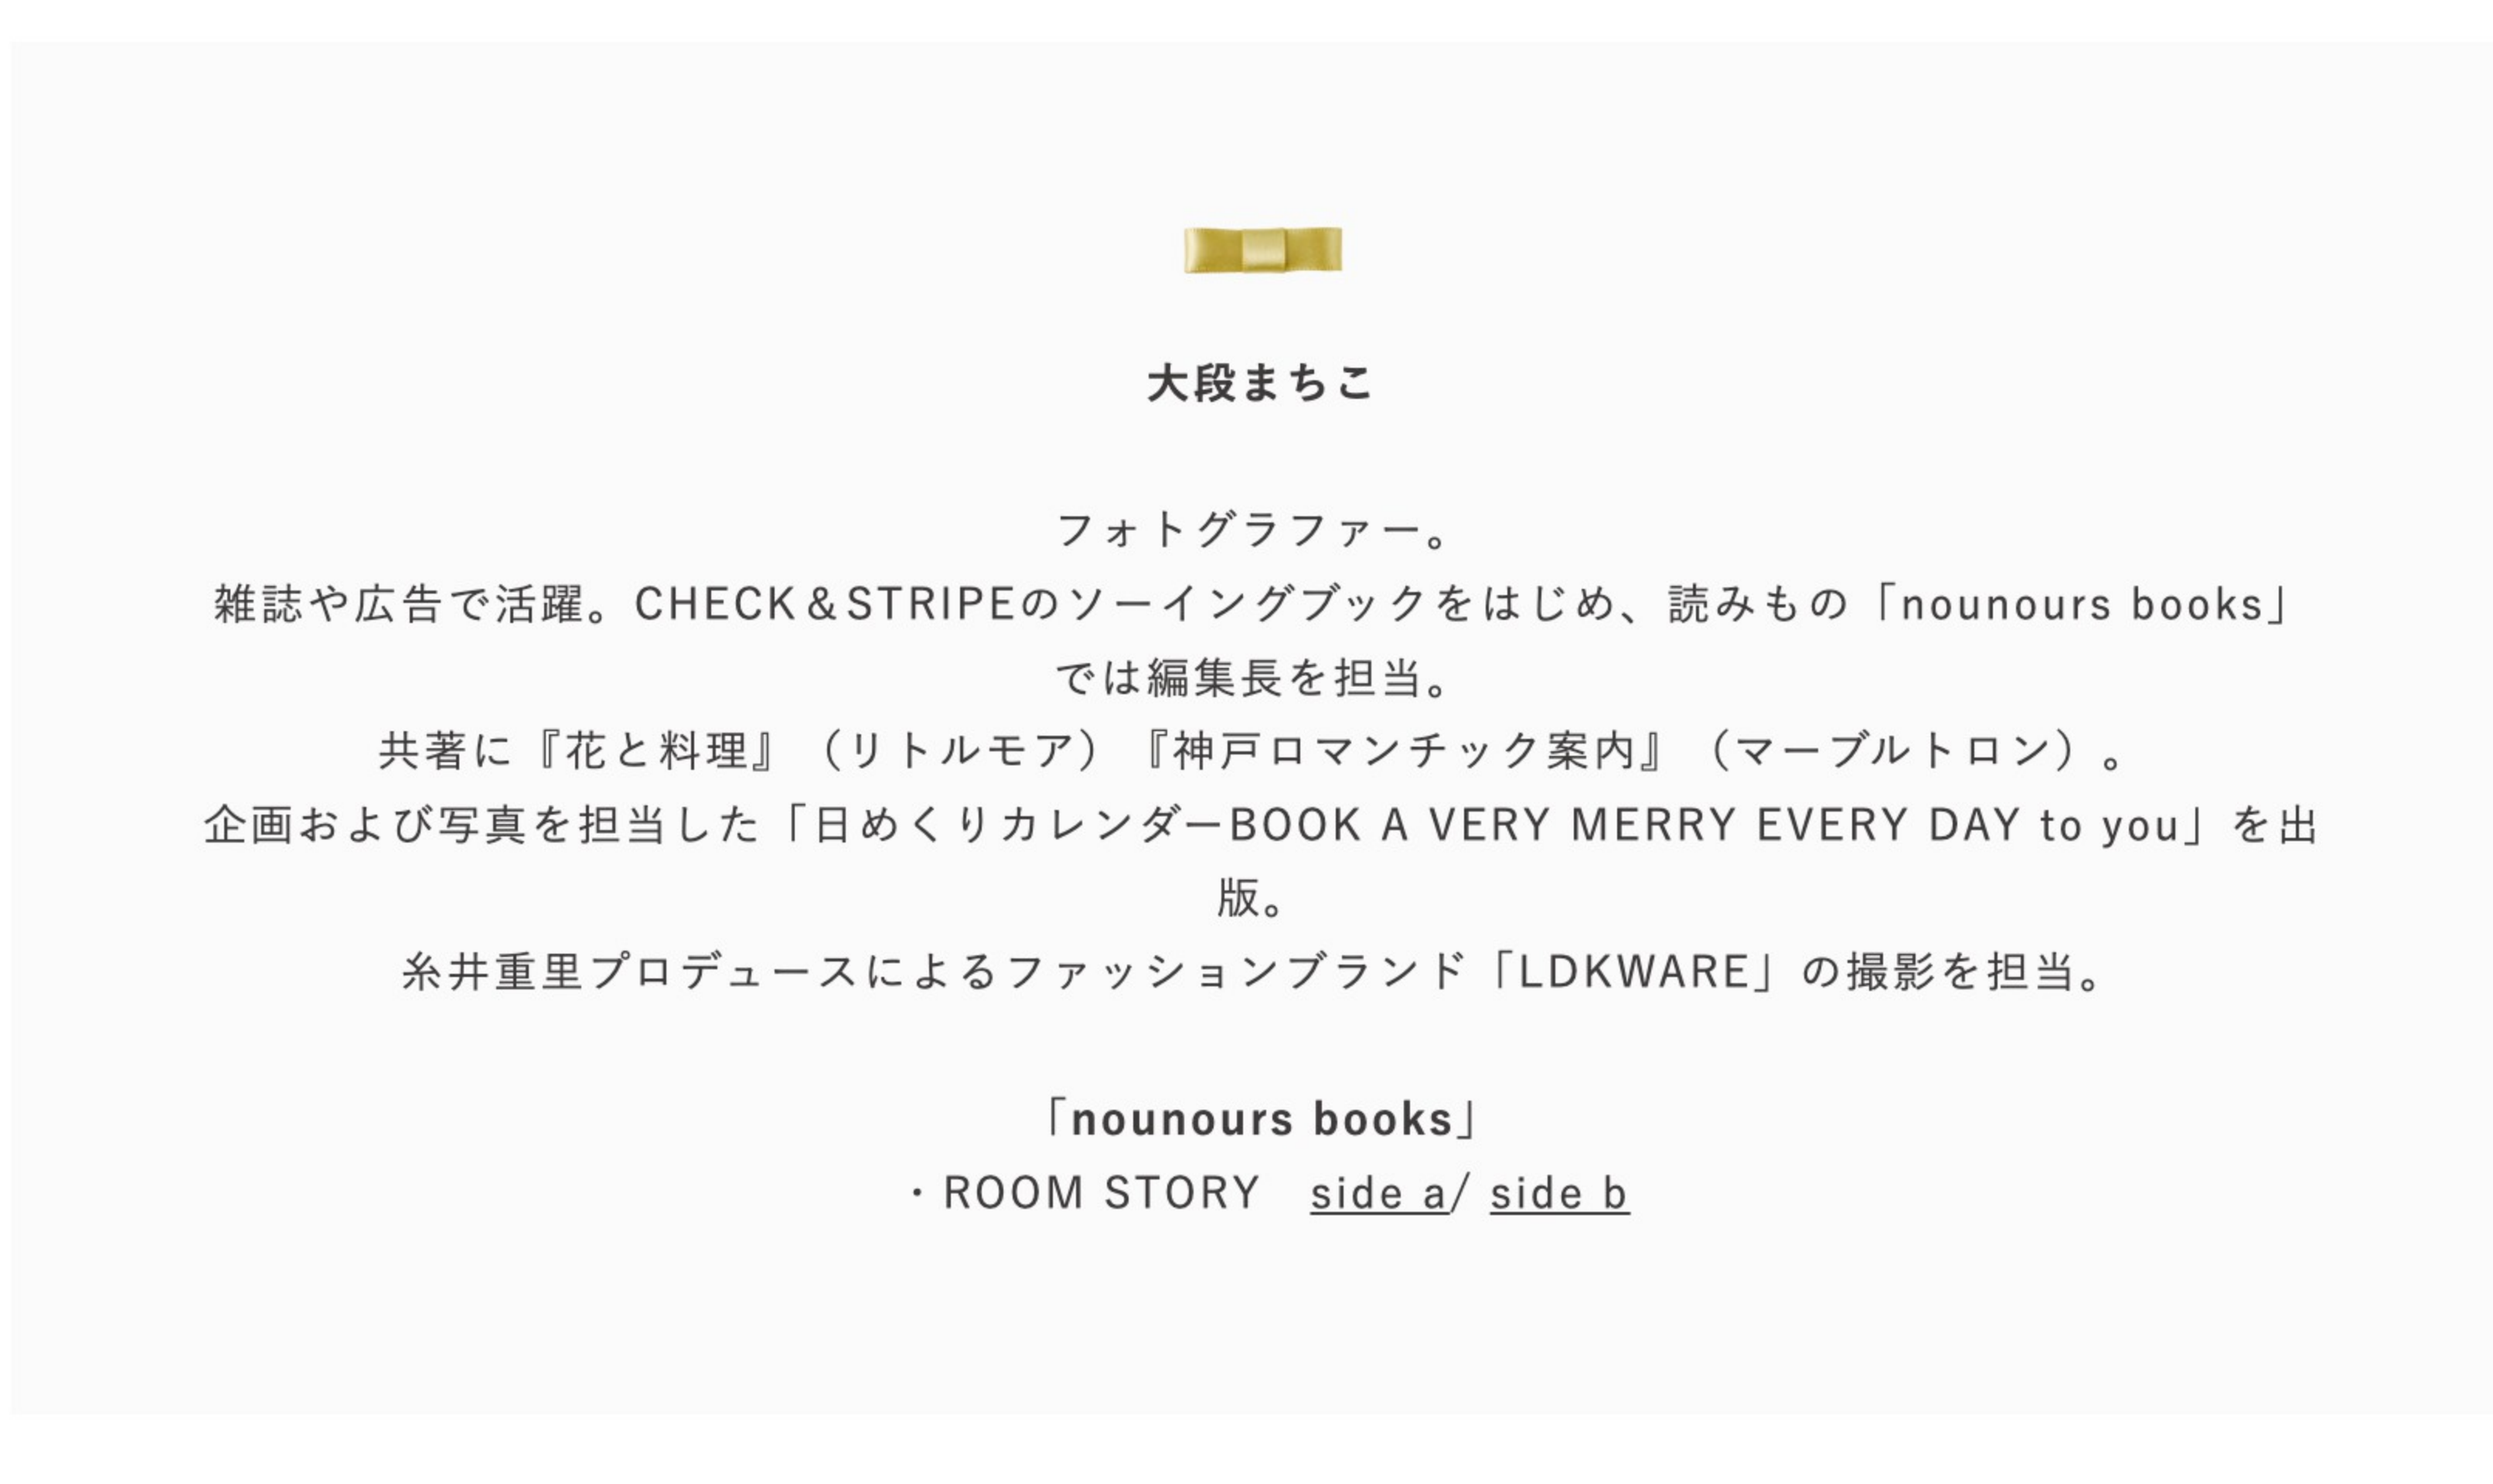 大段まちこ
フォトグラファー。
雑誌や広告で活躍。CHECK＆STRIPEのソーイングブックをはじめ、読みもの「nounours books」
では編集長を担当。
共著に『花と料理』（リトルモア）『神戸ロマンチック案内』（マーブルトロン）。
企画および写真を担当した「日めくりカレンダーBOOK A VERY MERRY EVERY DAY to you」を出
版。
糸井重里プロデュースによるファッションブランド「LDKWARE」の撮影を担当。
「nounours books」
・ROOM STORY　side a/ side b